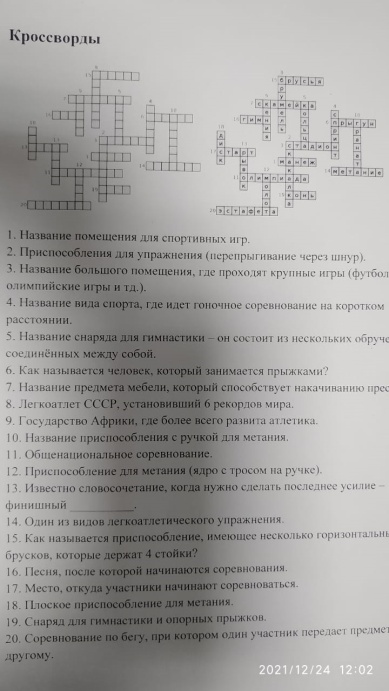 Кроссворды
брусья
скамейка
гимн
прыгун
стадион
старт
манеж
метание
олимпиада
конь
эстафета
1. Название помещения для спортивных игр.
2. Приспособления для упражнения (перепрыгивание через шнур).
3. Название большого помещения, где проходят крупные игры (футбол
олимпийские игры и тд.).
4. Название вида спорта, где идет гоночное соревнование на коротком
расстоянии.
5. Название снаряда для гимнастики – он состоит из нескольких обруче
соединённых между собой.
6. Как называется человек, который занимается прыжками?
7. Название предмета мебели, который способствует накачиванию прес
8. Легкоатлет СССР, установивший 6 рекордов мира.
9. Государство Африки, где более всего развита атлетика.
10. Название приспособления с ручкой для метания.
11. Общенациональное соревнование.
12. Приспособление для метания (ядро с тросом на ручке).
13. Известно словосочетание, когда нужно сделать последнее усилие –
финишный __________.
14. Один из видов легкоатлетического упражнения.
15. Как называется приспособление, имеющее несколько горизонтальны
брусков, которые держат 4 стойки?
16. Песня, после которой начинаются соревнования.
17. Место, откуда участники начинают соревноваться.
18. Плоское приспособление для метания.
19. Снаряд для гимнастики и опорных прыжков.
20. Соревнование по бегу, при котором один участник передает предмет
другому.
2021/12/24 12:02